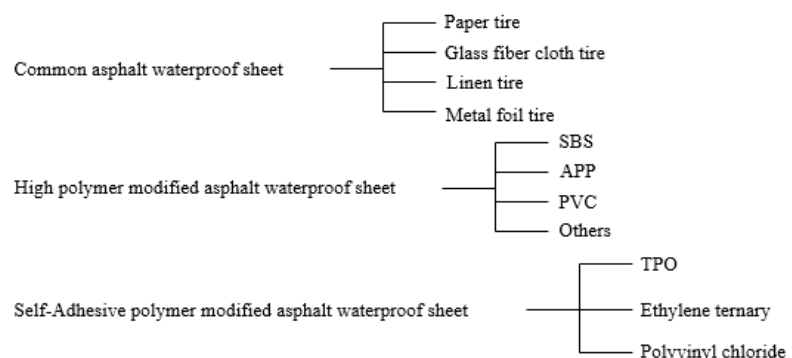 Common asphalt waterproof sheet
Paper tire
Glass fiber cloth tire
Linen tire
Metal foil tire
High polymer modified asphalt waterproof sheet
SBS
APP
PVC
Others
Self-Adhesive polymer modified asphalt waterproof sheet
TPO
Ethylene ternary
Polyvinyl chloride